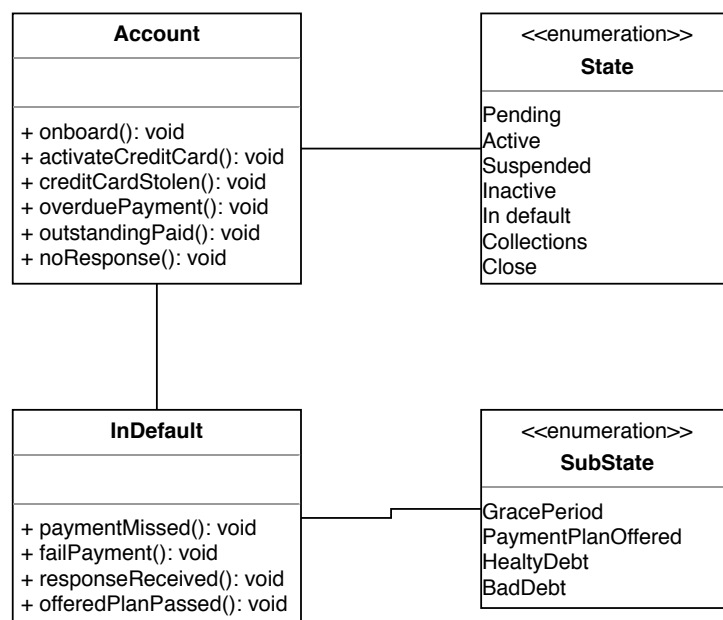 Account
+ onboard(): void
+ activateCreditCard(): void
+ creditCardStolen(): void
+ overduePayment(): void
+ outstandingPaid(): void
+ noResponse(): void
<<enumeration>>
State
Pending
Active
Suspended
Inactive
In default
Collections
Close
InDefault
+ paymentMissed(): void
+ failPayment(): void
+ responseReceived(): void
+ offeredPlanPassed(): void
<<enumeration>>
SubState
GracePeriod
PaymentPlanOffered
HealtyDebt
BadDebt